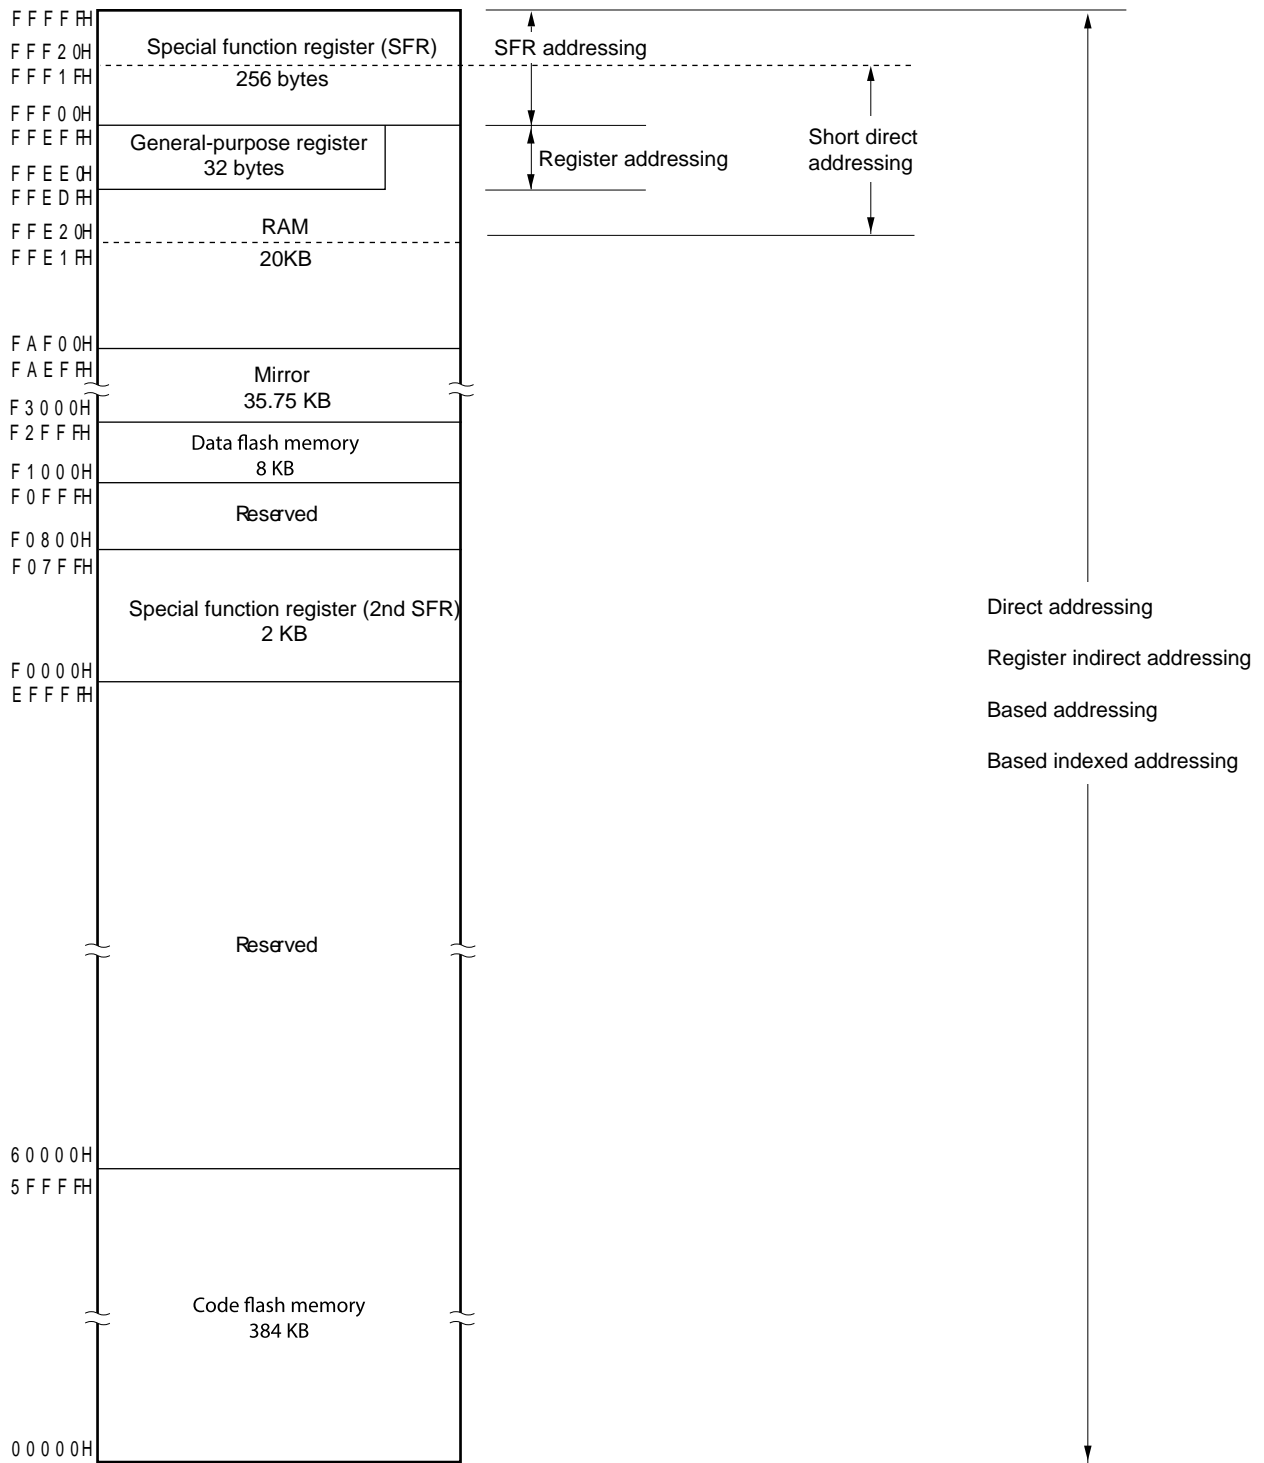 FFFFFH
FFF20H
FFF1FH
FFF00H
FFEFFH
FFEE0H
FFEDFH
FFE20H
FFE1FH
FAF00H
FAEFFH
F3000H
F2FFFH
F1000H
F0FFFH
F0800H
F07FFH
F0000H
EFFFFH
60000H
5FFFFH
00000H
Special function register (SFR)
256 bytes
General-purpose register
32 bytes
RAM
20KB
Mirror
35.75 KB
Data flash memory
8 KB
Reserved
Special function register (2nd SFR)
2 KB
Reserved
Code flash memory
384 KB
SFR addressing
Register addressing
Short direct
addressing
Direct addressing
Register indirect addressing
Based addressing
Based indexed addressing